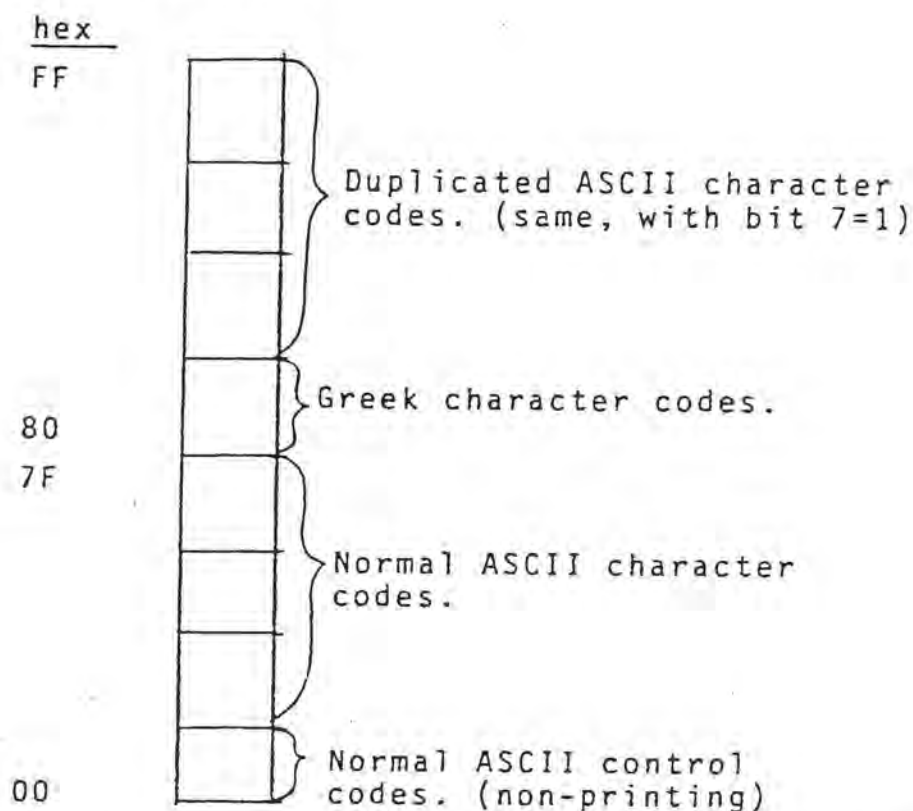 hex
FF
Duplicated ASCII character
codes. (same, with bit 7=1)
Greek character codes.
80
7F
Normal ASCII character
codes.
Normal ASCII control
00
codes. (non-printing)